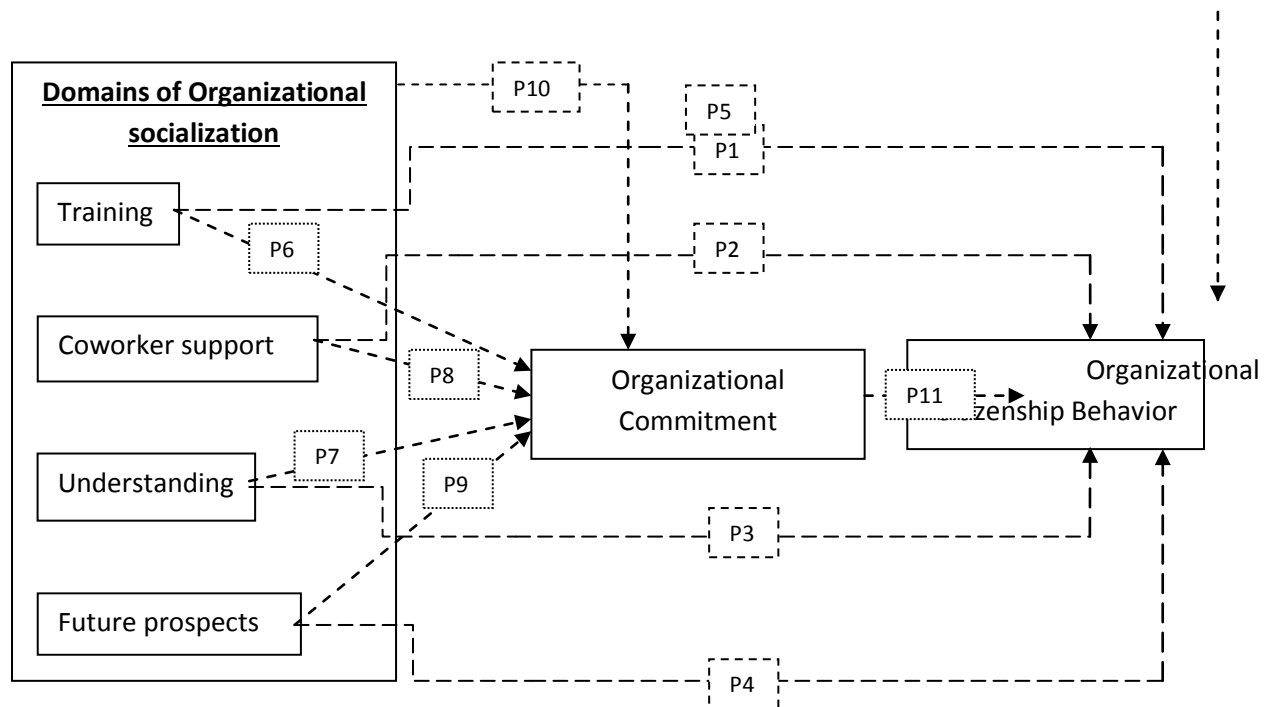 Domains of Organizational
socialization
P10
P5
P1
Training
P2
P6
Coworker support
P8
Organizational
Commitment
Organizational
P11
zenship Behavior
P7
Understanding
P9
P3
Future prospects
P4